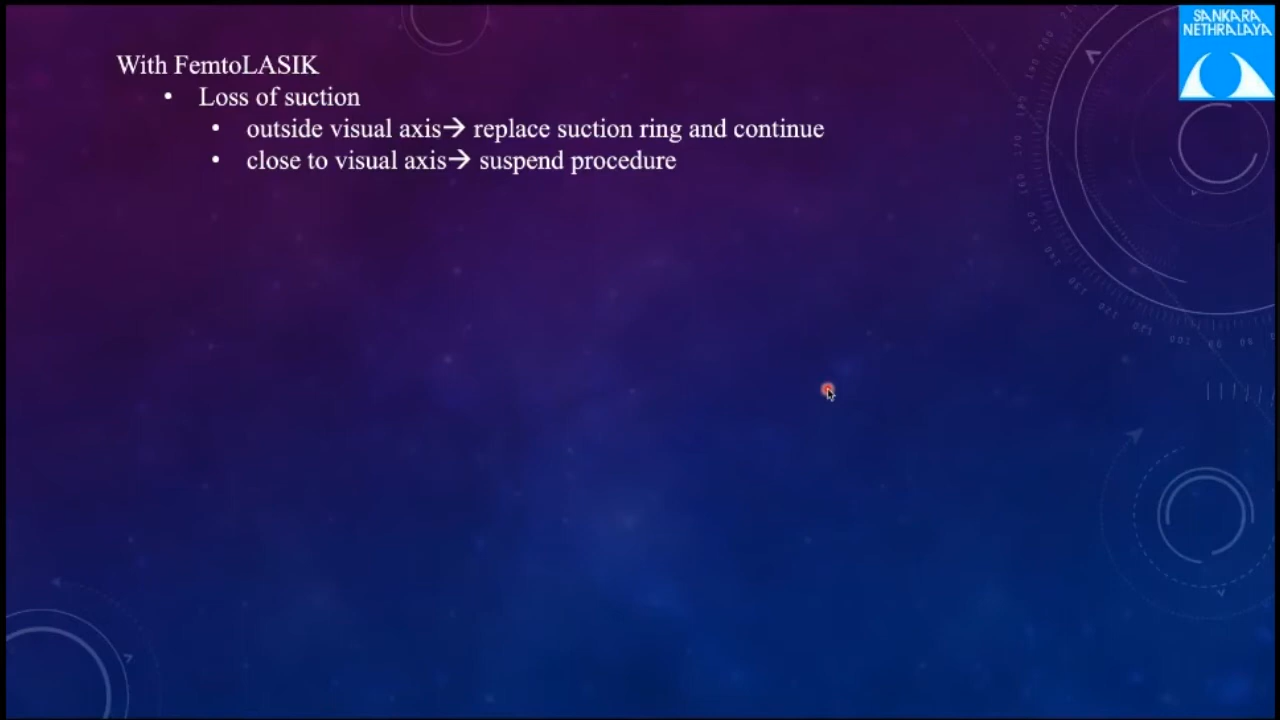 SANKARA
NETHRALAYA
With FemtoLASIK
• Loss of suction
• outside visual axis→ replace suction ring and continue
• close to visual axis→ suspend procedure